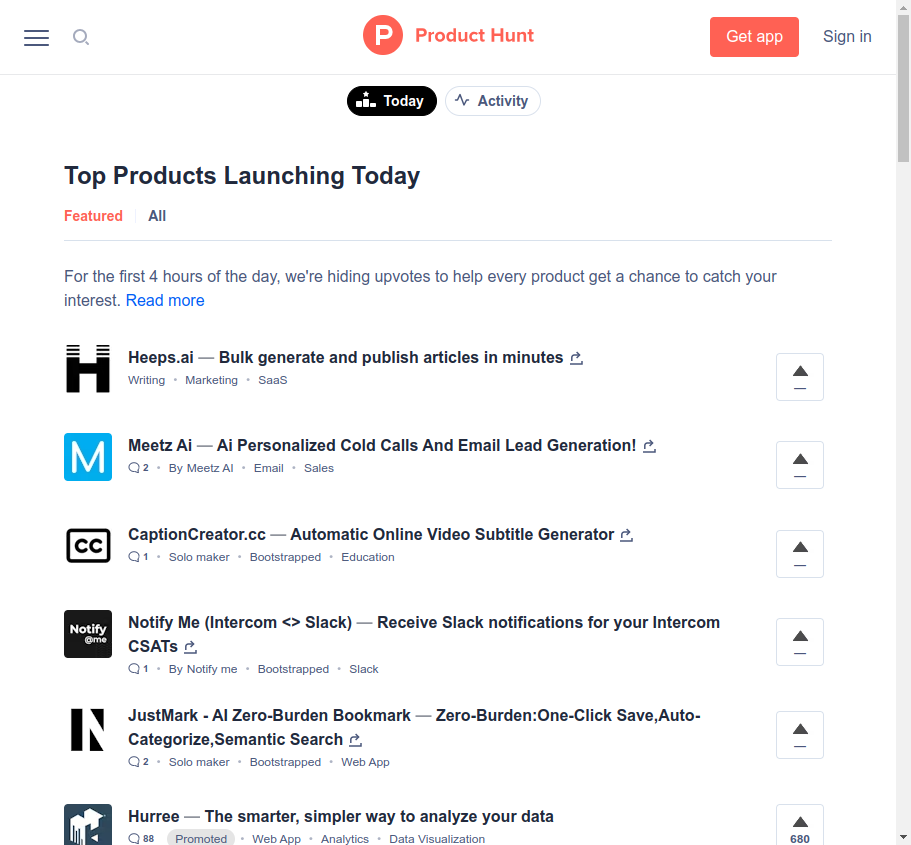 Product Hunt
Get app
Sign in
Today
Activity
Top Products Launching Today
Featured
All
For the first 4 hours of the day, we're hiding upvotes to help every product get a chance to catch your
interest. Read more
Heeps.ai — Bulk generate and publish articles in minutes
Writing • Marketing • SaaS
Meetz Ai — Ai Personalized Cold Calls And Email Lead Generation!
2 • By Meetz AI • Email • Sales
CC
CaptionCreator.cc — Automatic Online Video Subtitle Generator
1 • Solo maker • Bootstrapped • Education
Notify
@me
Notify Me (Intercom <> Slack) — Receive Slack notifications for your Intercom
CSATs
1 • By Notify me • Bootstrapped • Slack
JustMark - AI Zero-Burden Bookmark — Zero-Burden:One-Click Save,Auto-
Categorize,Semantic Search
2 • Solo maker • Bootstrapped • Web App
Hurree — The smarter, simpler way to analyze your data
88 Promoted • Web App • Analytics • Data Visualization
680